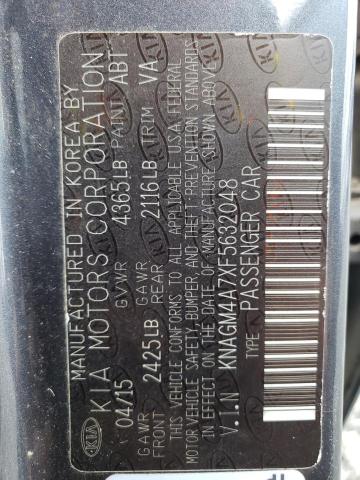 MANUFACTURED IN KOREA BY
KIA MOTORS CORPORATION
04/15 GVWR 4365LB PAINT ABT
GAWR FRONT 2425LB GAWR REAR 2116LB TRIM VA
THIS VEHICLE CONFORMS TO ALL APPLICABLE U.S.A FEDERAL
MOTOR VEHICLE SAFETY, BUMPER AND THEFT PREVENTION STANDARDS
IN EFFECT ON THE DATE OF MANUFACTURE SHOWN ABOVE.
V.I.N KNAGM4A7XF5632048
TYPE PASSENGER CAR
KIA